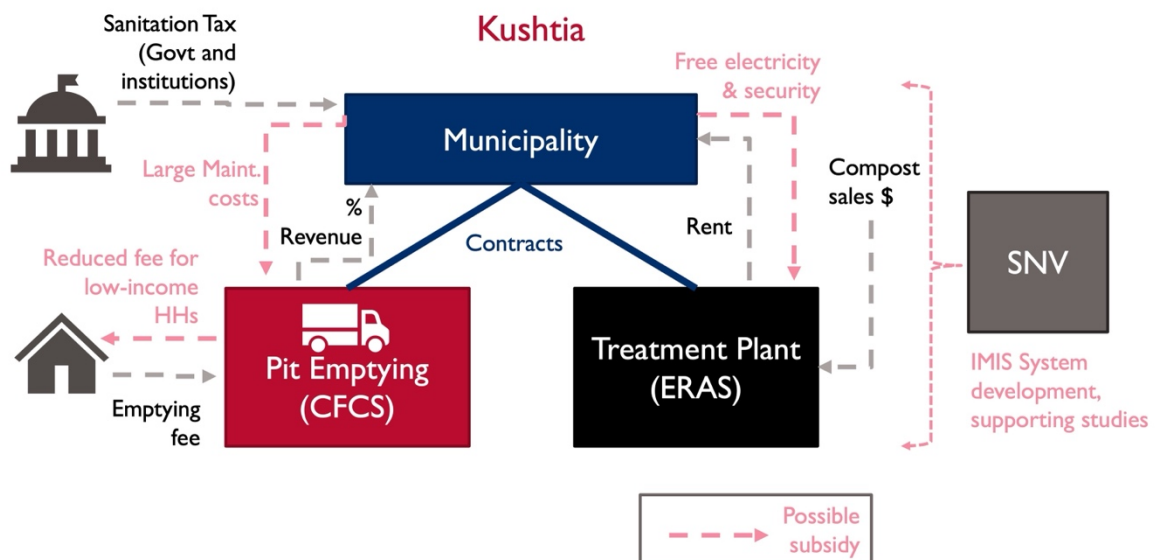 Kushtia
Sanitation Tax
(Govt and
institutions)
Free electricity
& security
Municipality
Large Maint.
costs
%
Revenue
Contracts
Rent
Compost
sales $
Reduced fee for
low-income
HHs
Emptying
fee
Pit Emptying
(CFCS)
Treatment Plant
(ERAS)
SNV
IMIS System
development,
supporting studies
Possible
subsidy